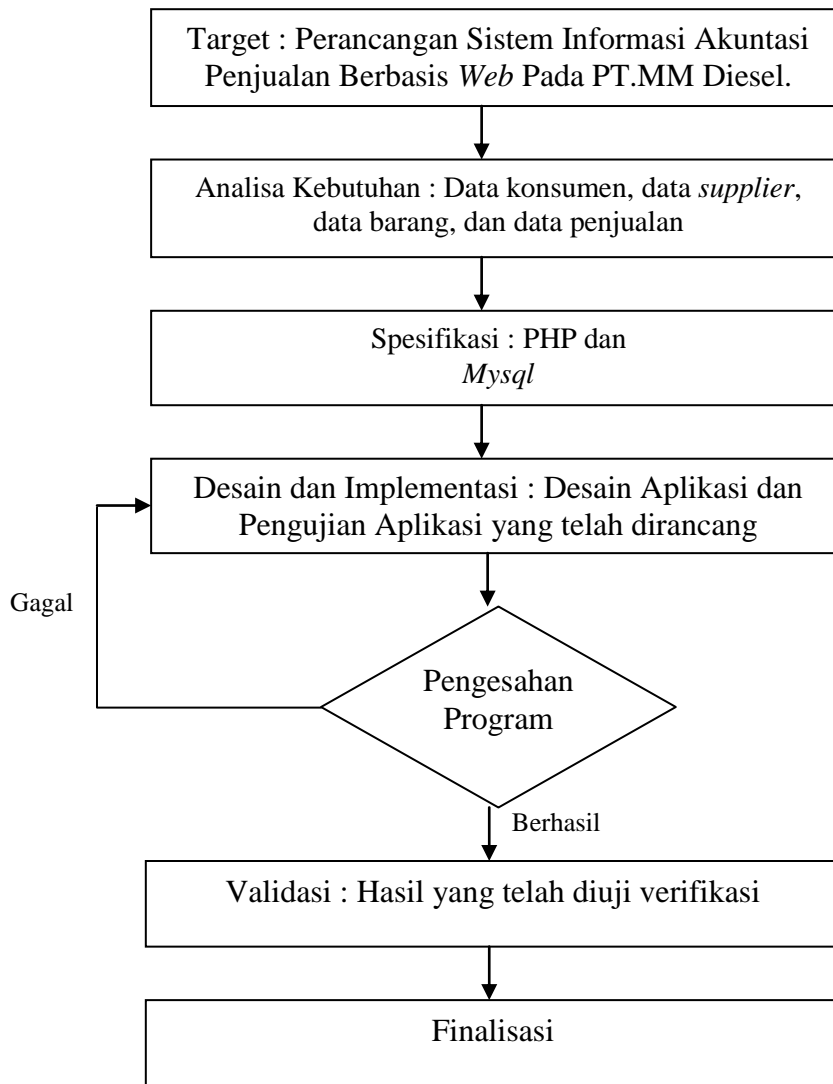 Target : Perancangan Sistem Informasi Akuntasi
Penjualan Berbasis Web Pada PT.MM Diesel.
Analisa Kebutuhan : Data konsumen, data supplier,
data barang, dan data penjualan
Spesifikasi : PHP dan
Mysql
Desain dan Implementasi : Desain Aplikasi dan
Pengujian Aplikasi yang telah dirancang
Gagal
Pengesahan
Program
Berhasil
Validasi : Hasil yang telah diuji verifikasi
Finalisasi